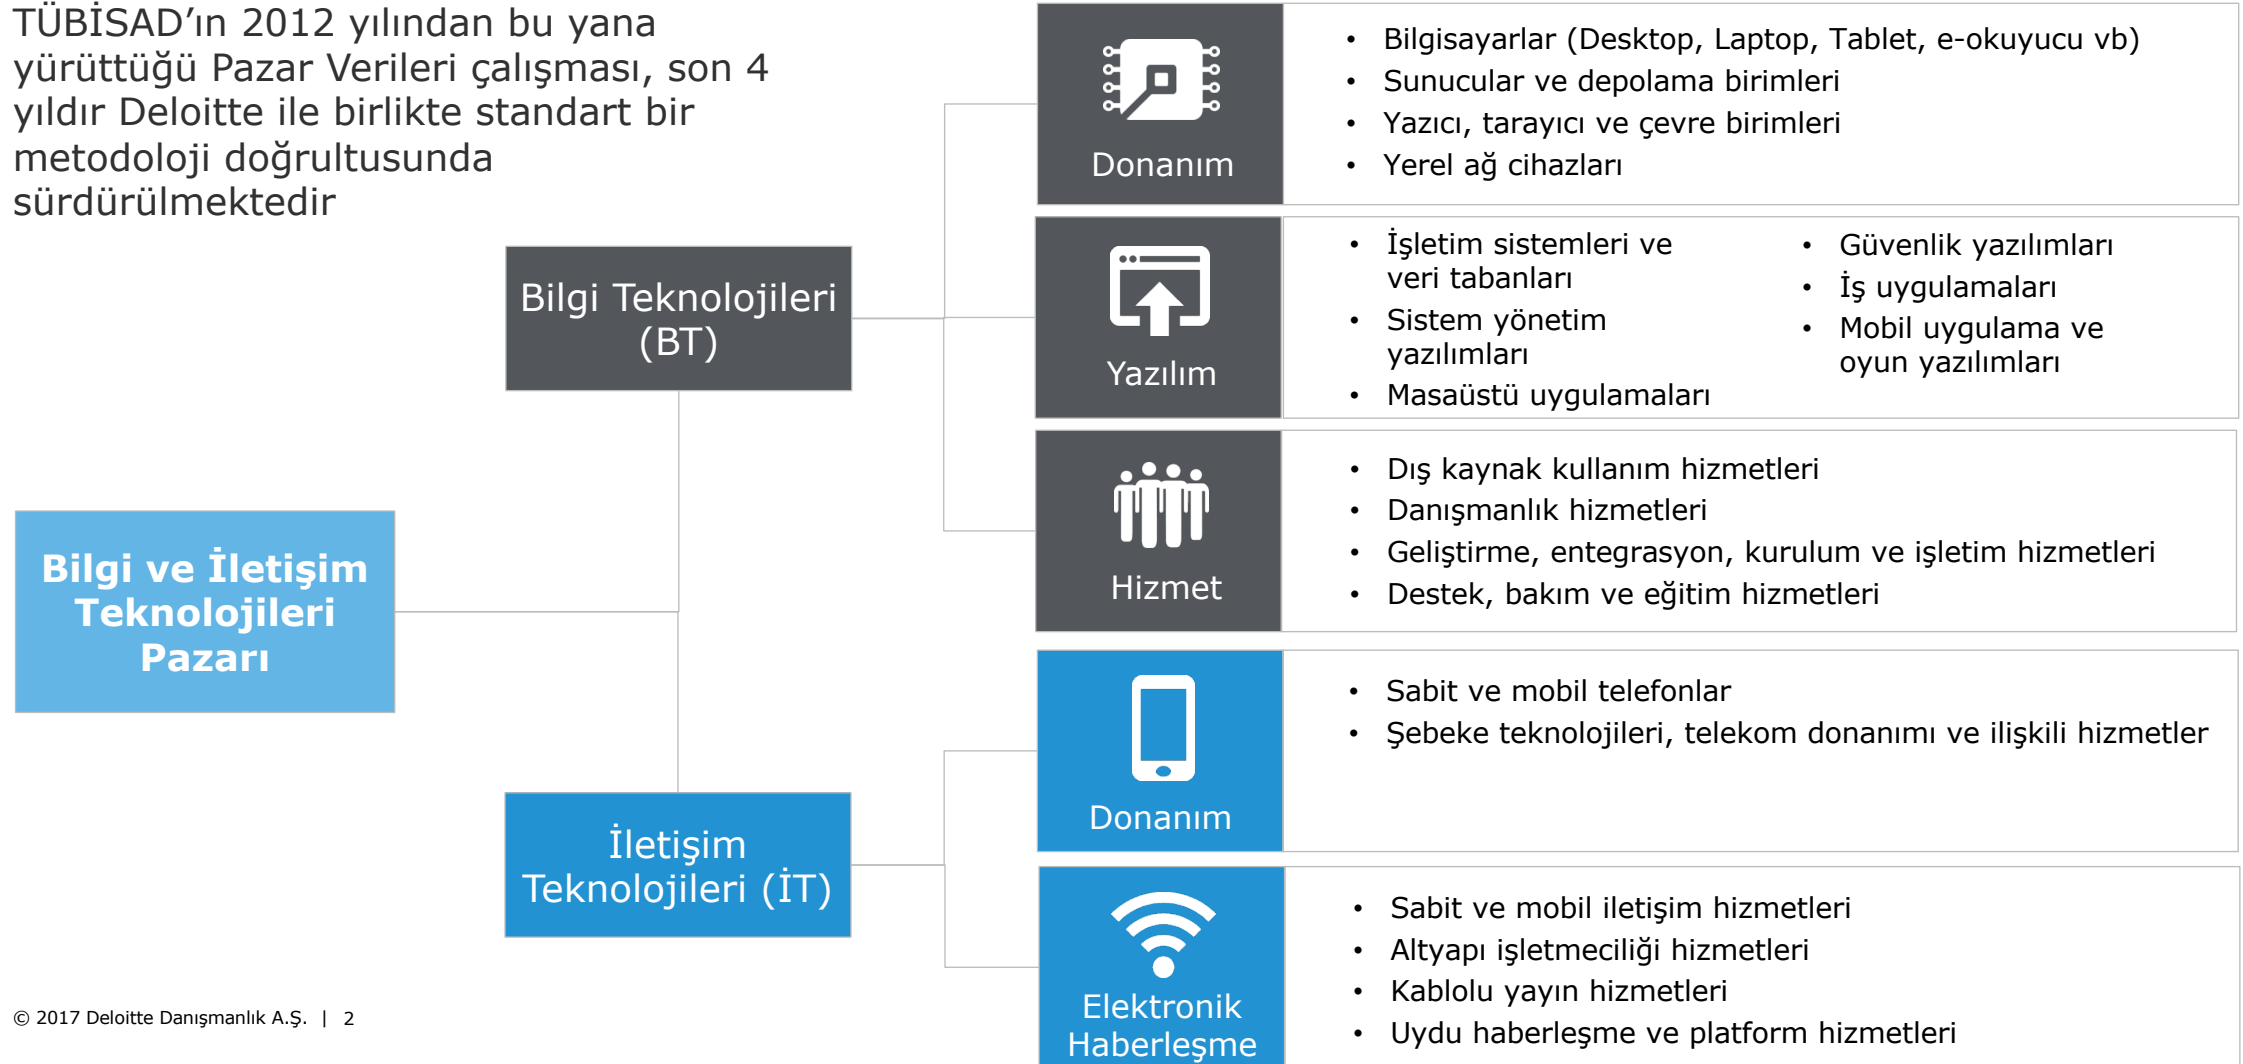 TÜBİSAD’ın 2012 yılından bu yana
yürüttüğü Pazar Verileri çalışması, son 4
yıldır Deloitte ile birlikte standart bir
metodoloji doğrultusunda
sürdürülmektedir
Bilgi ve İletişim
Teknolojileri
Pazarı
Bilgi Teknolojileri
(BT)
Donanım
• Bilgisayarlar (Desktop, Laptop, Tablet, e-okuyucu vb)
• Sunucular ve depolama birimleri
• Yazıcı, tarayıcı ve çevre birimleri
• Yerel ağ cihazları
Yazılım
• İşletim sistemleri ve
veri tabanları
• Sistem yönetim
yazılımları
• Masaüstü uygulamaları
• Güvenlik yazılımları
• İş uygulamaları
• Mobil uygulama ve
oyun yazılımları
Hizmet
• Dış kaynak kullanım hizmetleri
• Danışmanlık hizmetleri
• Geliştirme, entegrasyon, kurulum ve işletim hizmetleri
• Destek, bakım ve eğitim hizmetleri
İletişim
Teknolojileri (İT)
Donanım
• Sabit ve mobil telefonlar
• Şebeke teknolojileri, telekom donanımı ve ilişkili hizmetler
Elektronik
Haberleşme
• Sabit ve mobil iletişim hizmetleri
• Altyapı işletmeciliği hizmetleri
• Kablolu yayın hizmetleri
• Uydu haberleşme ve platform hizmetleri
© 2017 Deloitte Danışmanlık A.Ş. | 2